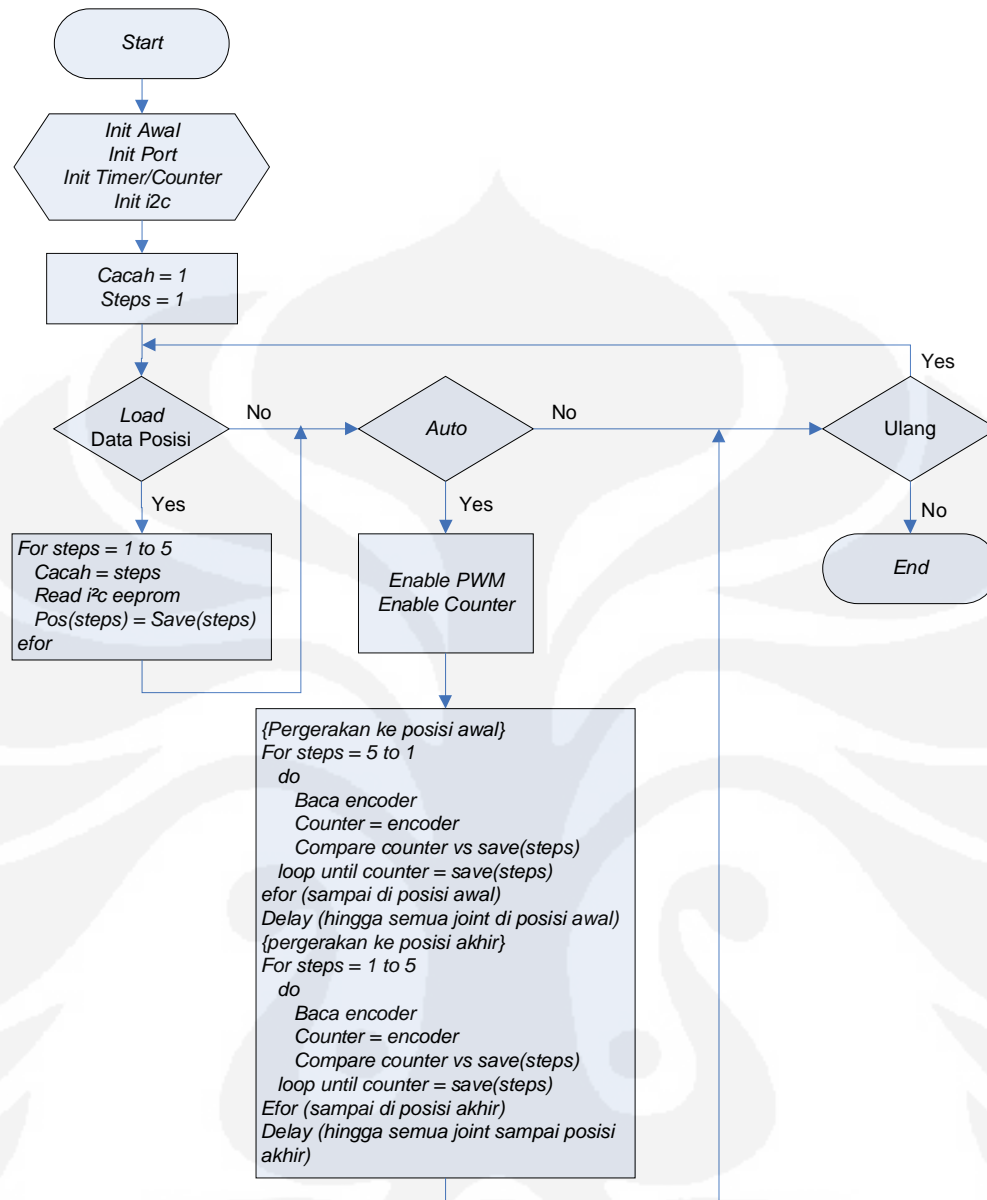 Start
Init Awal
Init Port
Init Timer/Counter
Init i2c
Cacah = 1
Steps = 1
Load
Data Posisi
No
Auto
No
Ulang
Yes
Yes
Yes
No
End
For steps = 1 to 5
Cacah = steps
Read i²c eeprom
Pos(steps) = Save(steps)
efor
Enable PWM
Enable Counter
{Pergerakan ke posisi awal}
For steps = 5 to 1
do
Baca encoder
Counter = encoder
Compare counter vs save(steps)
loop until counter = save(steps)
efor (sampai di posisi awal)
Delay (hingga semua joint di posisi awal)
{pergerakan ke posisi akhir}
For steps = 1 to 5
do
Baca encoder
Counter = encoder
Compare counter vs save(steps)
loop until counter = save(steps)
Efor (sampai di posisi akhir)
Delay (hingga semua joint sampai posisi
akhir)